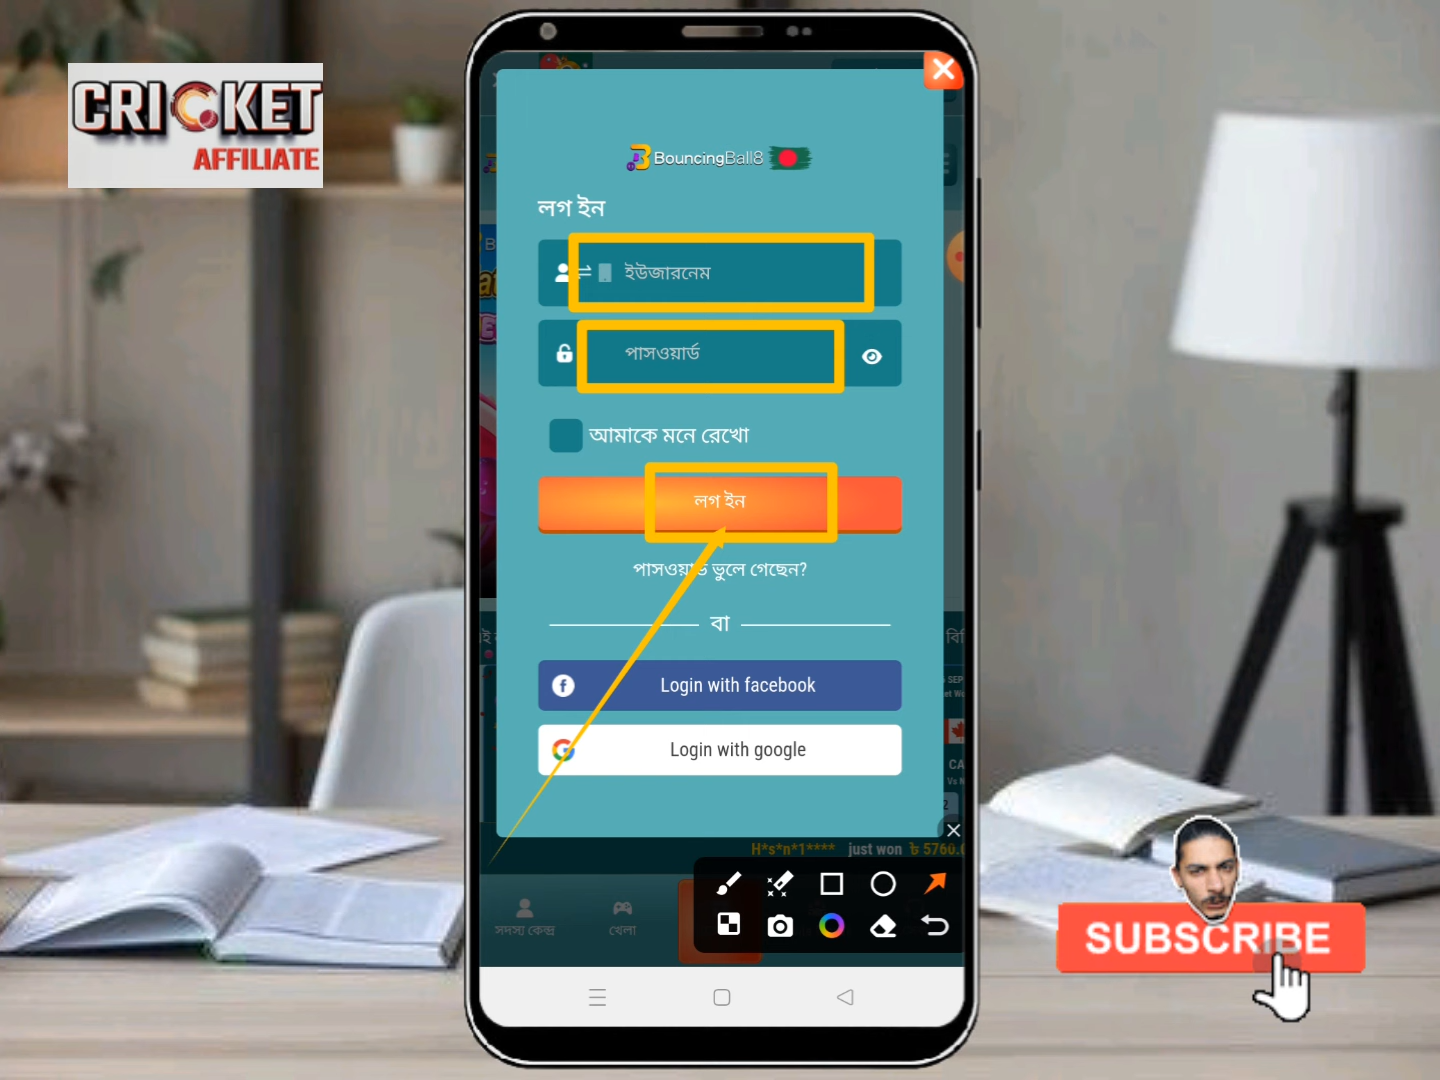 CRICKET
AFFILIATE
BouncingBall8
লগ ইন
ইউজারনেম
পাসওয়ার্ড
আমাকে মনে রেখো
লগ ইন
পাসওয়ার্ড ভুলে গেছেন?
বা
Login with facebook
Login with google
H*s*n*1**** just won ৳ 5760.
সদস্য কেন্দ্র
খেলা
SUBSCRIBE